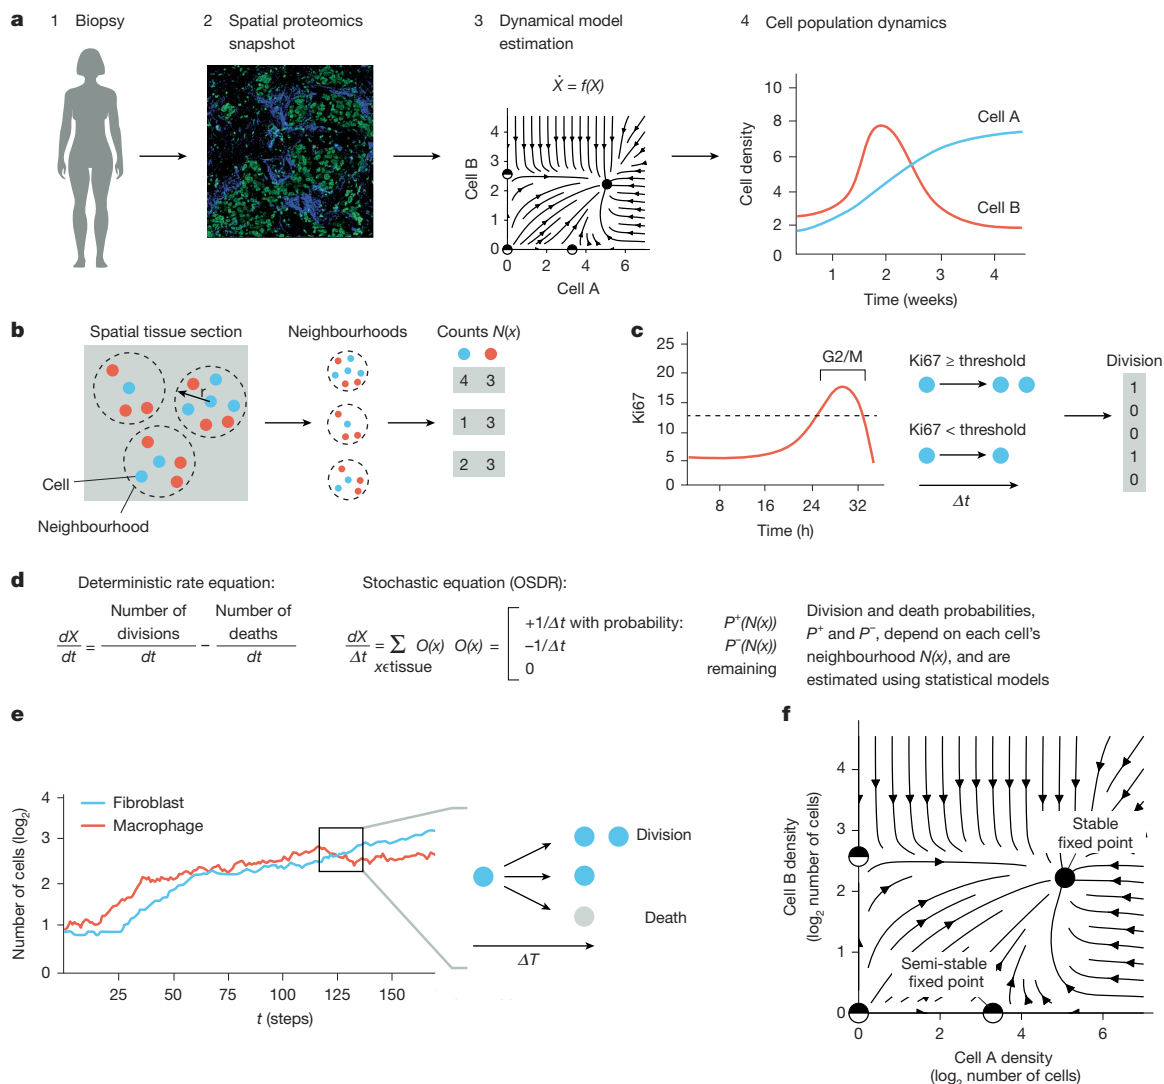 a
1 Biopsy
2 Spatial proteomics
snapshot
3 Dynamical model
estimation
4 Cell population dynamics
Ẋ = f(X)
Cell B
4
3
2
1
0
0 2 4 6
Cell A
Cell density
10
8
6
4
2
0
Cell A
Cell B
1 2 3 4
Time (weeks)
b
Spatial tissue section
Neighbourhoods
Counts N(x)
r
4 3
1 3
2 3
Cell
Neighbourhood
c
Ki67
25
20
15
10
5
0
G2/M
8 16 24 32
Time (h)
Ki67 ≥ threshold
Ki67 < threshold
Δt
Division
1
0
0
1
0
d
Deterministic rate equation:
dX/dt = Number of divisions/dt − Number of deaths/dt
Stochastic equation (OSDR):
dX/Δt = Σ O(x) O(x) =
xϵtissue
+1/Δt with probability: P⁺(N(x))
−1/Δt P⁻(N(x))
0 remaining
Division and death probabilities,
P⁺ and P⁻, depend on each cell's
neighbourhood N(x), and are
estimated using statistical models
e
Number of cells (log₂)
4
3
2
1
0
Fibroblast
Macrophage
25 50 75 100 125 150
t (steps)
Division
Death
ΔT
f
Cell B density
(log₂ number of cells)
4
3
2
1
0
Stable
fixed point
Semi-stable
fixed point
0 2 4 6
Cell A density
(log₂ number of cells)